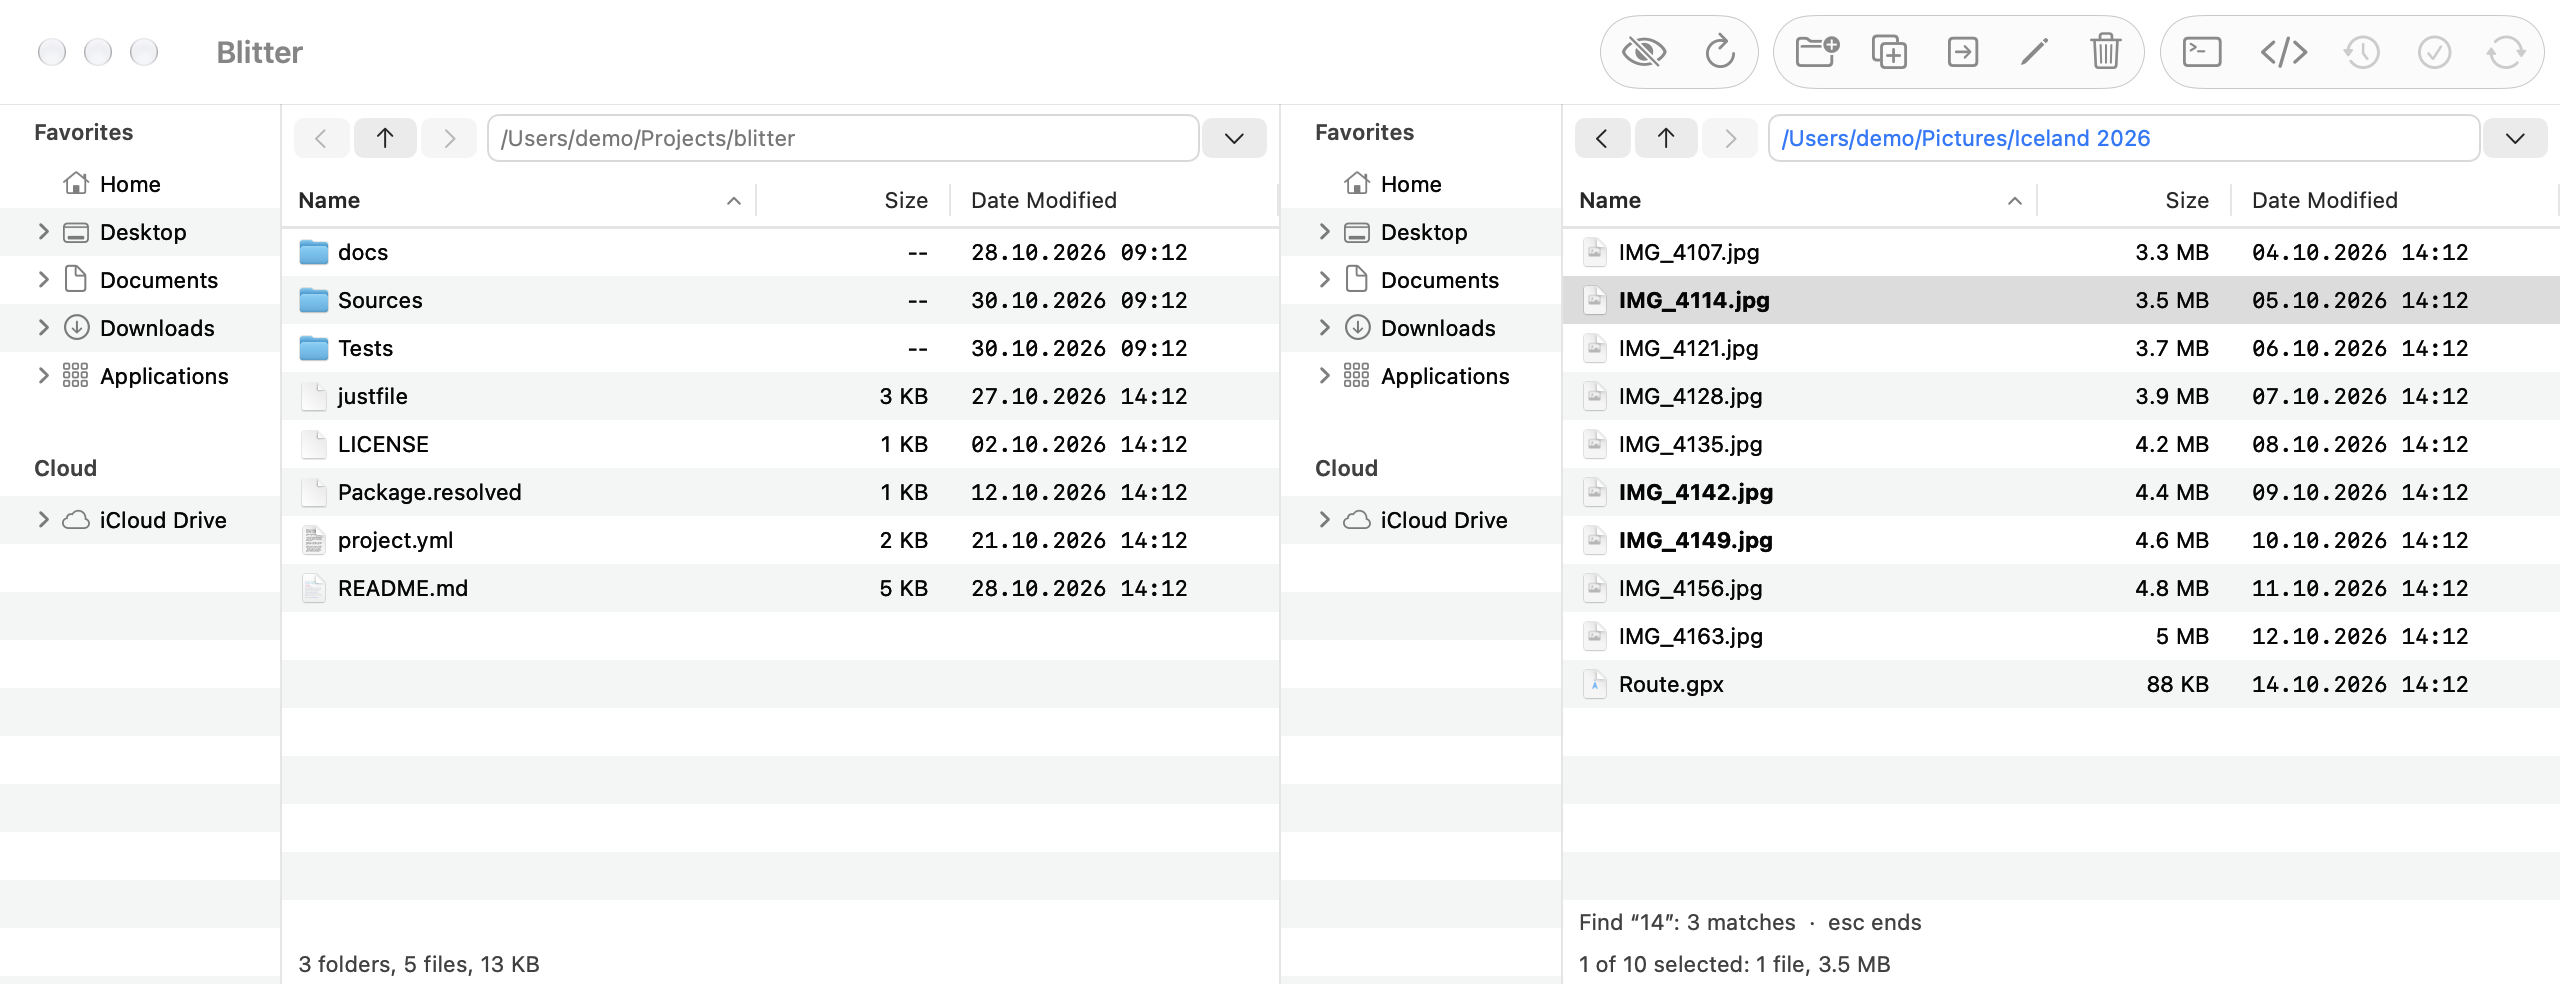 Blitter
Favorites
Home
Desktop
Documents
Downloads
Applications
Cloud
iCloud Drive
/Users/demo/Projects/blitter
Name Size Date Modified
docs -- 28.10.2026 09:12
Sources -- 30.10.2026 09:12
Tests -- 30.10.2026 09:12
justfile 3 KB 27.10.2026 14:12
LICENSE 1 KB 02.10.2026 14:12
Package.resolved 1 KB 12.10.2026 14:12
project.yml 2 KB 21.10.2026 14:12
README.md 5 KB 28.10.2026 14:12
3 folders, 5 files, 13 KB
Favorites
Home
Desktop
Documents
Downloads
Applications
Cloud
iCloud Drive
/Users/demo/Pictures/Iceland 2026
Name Size Date Modified
IMG_4107.jpg 3.3 MB 04.10.2026 14:12
IMG_4114.jpg 3.5 MB 05.10.2026 14:12
IMG_4121.jpg 3.7 MB 06.10.2026 14:12
IMG_4128.jpg 3.9 MB 07.10.2026 14:12
IMG_4135.jpg 4.2 MB 08.10.2026 14:12
IMG_4142.jpg 4.4 MB 09.10.2026 14:12
IMG_4149.jpg 4.6 MB 10.10.2026 14:12
IMG_4156.jpg 4.8 MB 11.10.2026 14:12
IMG_4163.jpg 5 MB 12.10.2026 14:12
Route.gpx 88 KB 14.10.2026 14:12
Find “14”: 3 matches · esc ends
1 of 10 selected: 1 file, 3.5 MB